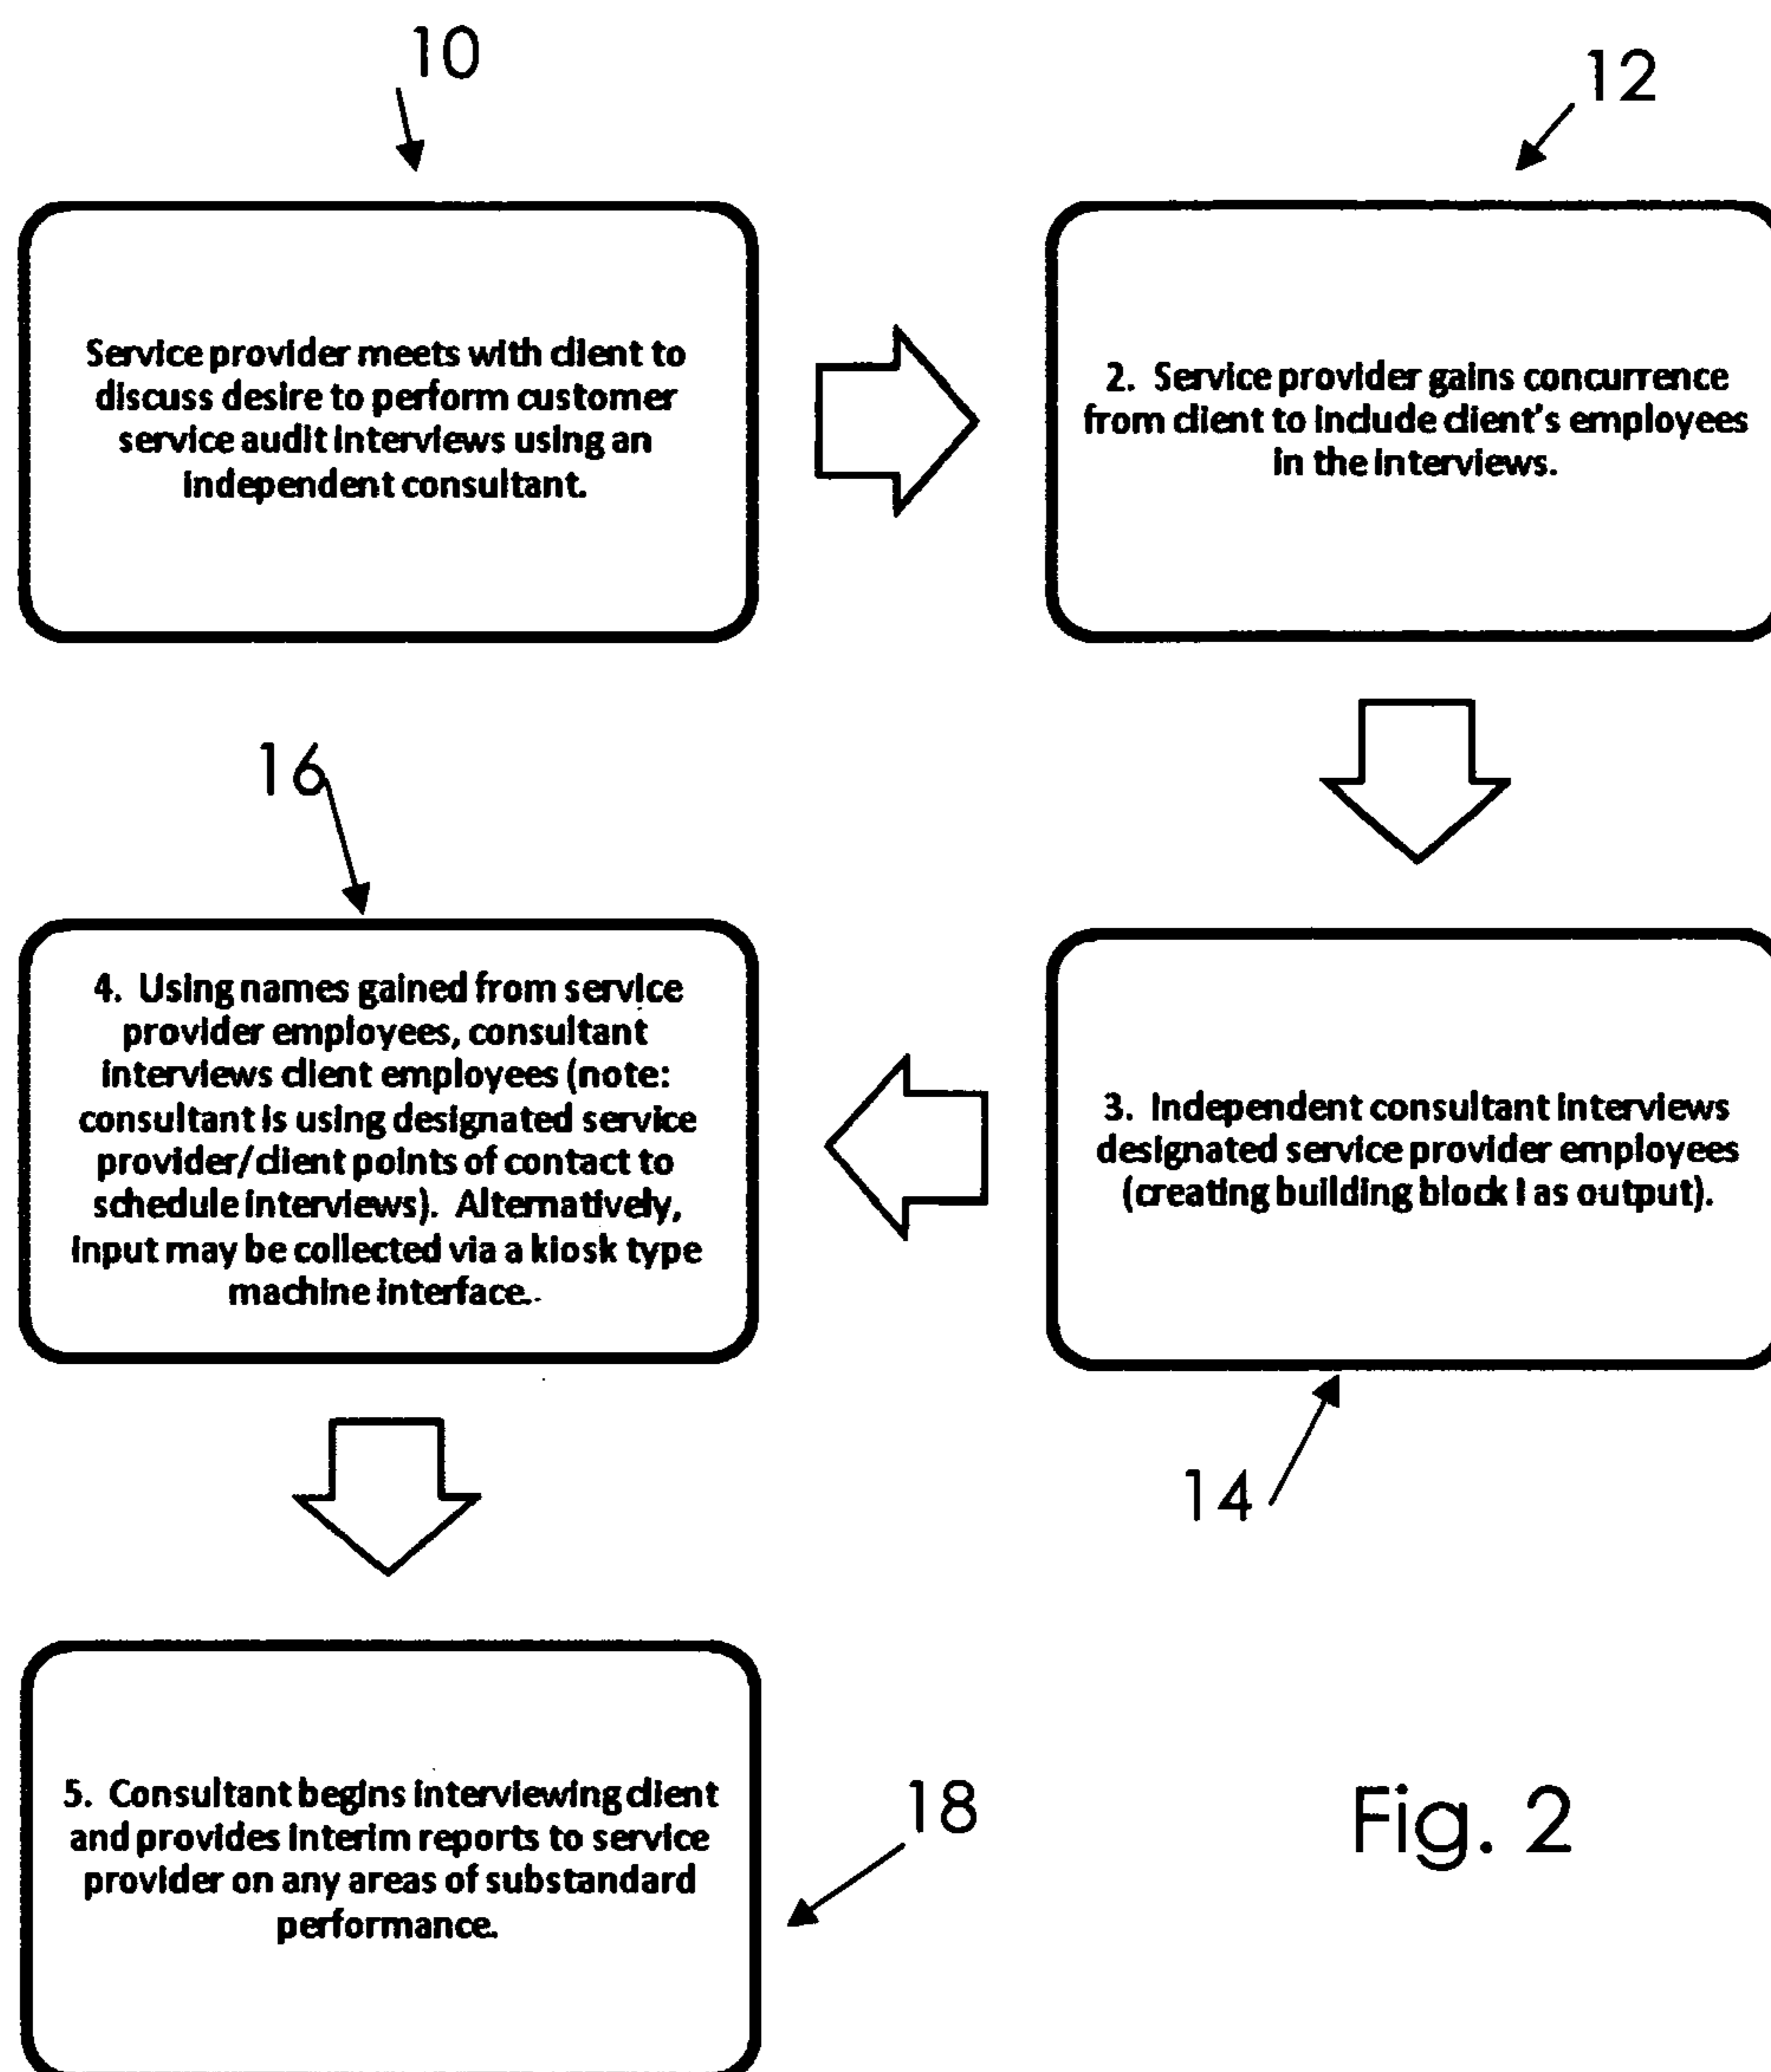 10
12
Service provider meets with client to
discuss desire to perform customer
service audit interviews using an
independent consultant.
2. Service provider gains concurrence
from client to include client's employees
in the interviews.
16
4. Using names gained from service
provider employees, consultant
interviews client employees (note:
consultant is using designated service
provider/client points of contact to
schedule interviews). Alternatively,
input may be collected via a kiosk type
machine interface.
3. Independent consultant interviews
designated service provider employees
(creating building block I as output).
14
5. Consultant begins interviewing client
and provides interim reports to service
provider on any areas of substandard
performance.
18
Fig. 2